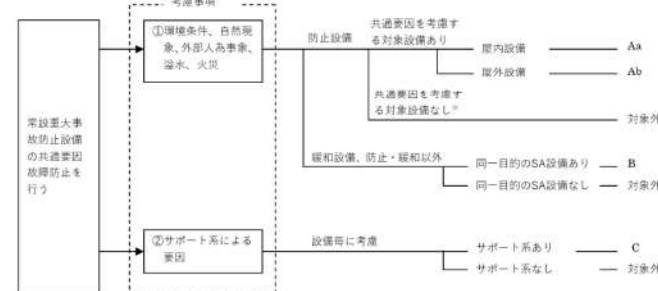 考慮事項
①環境条件、自然現
象、外部人為事象、
溢水、火災
防止設備
共通要因を考慮す
る対象設備あり
屋内設備
Aa
屋外設備
Ab
共通要因を考慮す
る対象設備なし※
対象外
常設重大事
故防止設備
の共通要因
故障防止を
行う
緩和設備、防止・緩和以外
同一目的のSA設備あり
B
同一目的のSA設備なし
対象外
②サポート系による
要因
設備毎に考慮
サポート系あり
C
サポート系なし
対象外